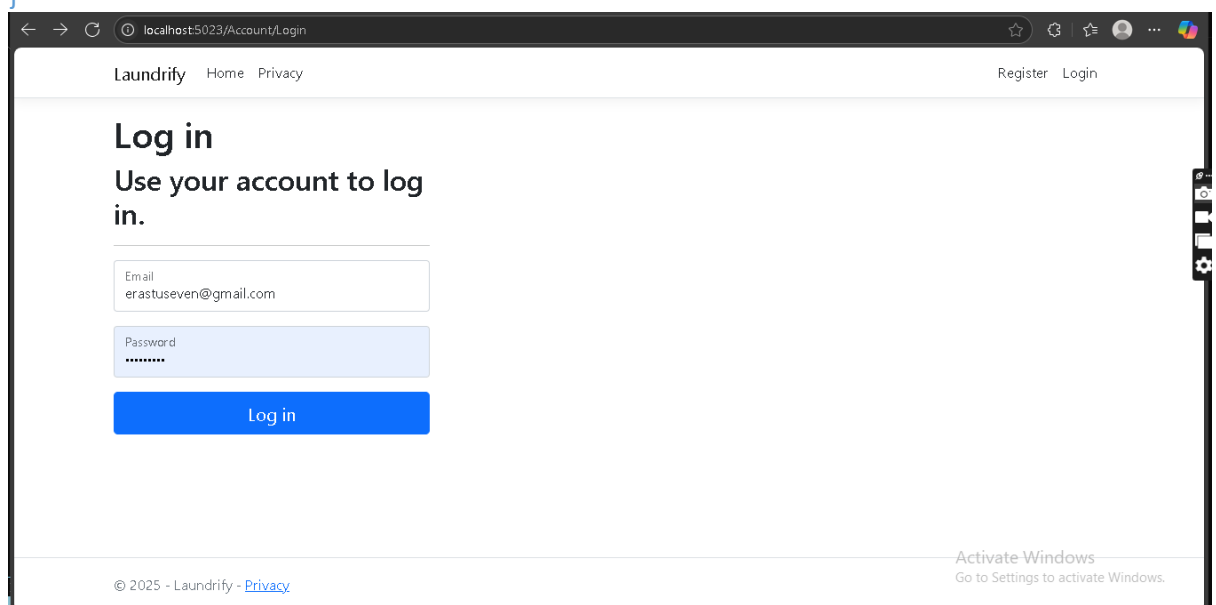 localhost:5023/Account/Login
Laundrify Home Privacy Register Login
Log in
Use your account to log
in.
Email
erastuseven@gmail.com
Password
•••••••••
Log in
Activate Windows
Go to Settings to activate Windows.
© 2025 - Laundrify - Privacy